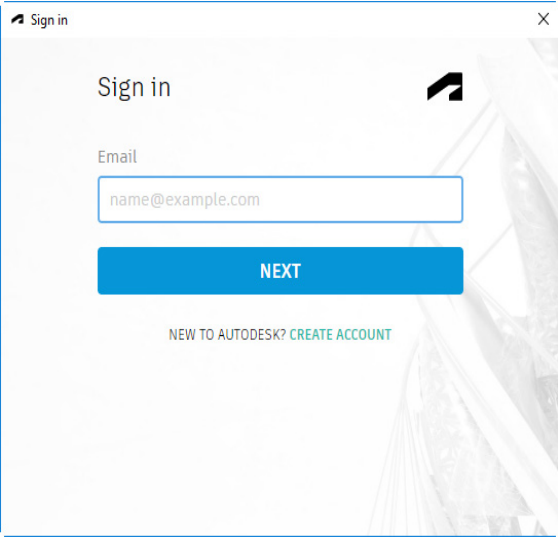 Sign in
Sign in
Email
name@example.com
NEXT
NEW TO AUTODESK? CREATE ACCOUNT